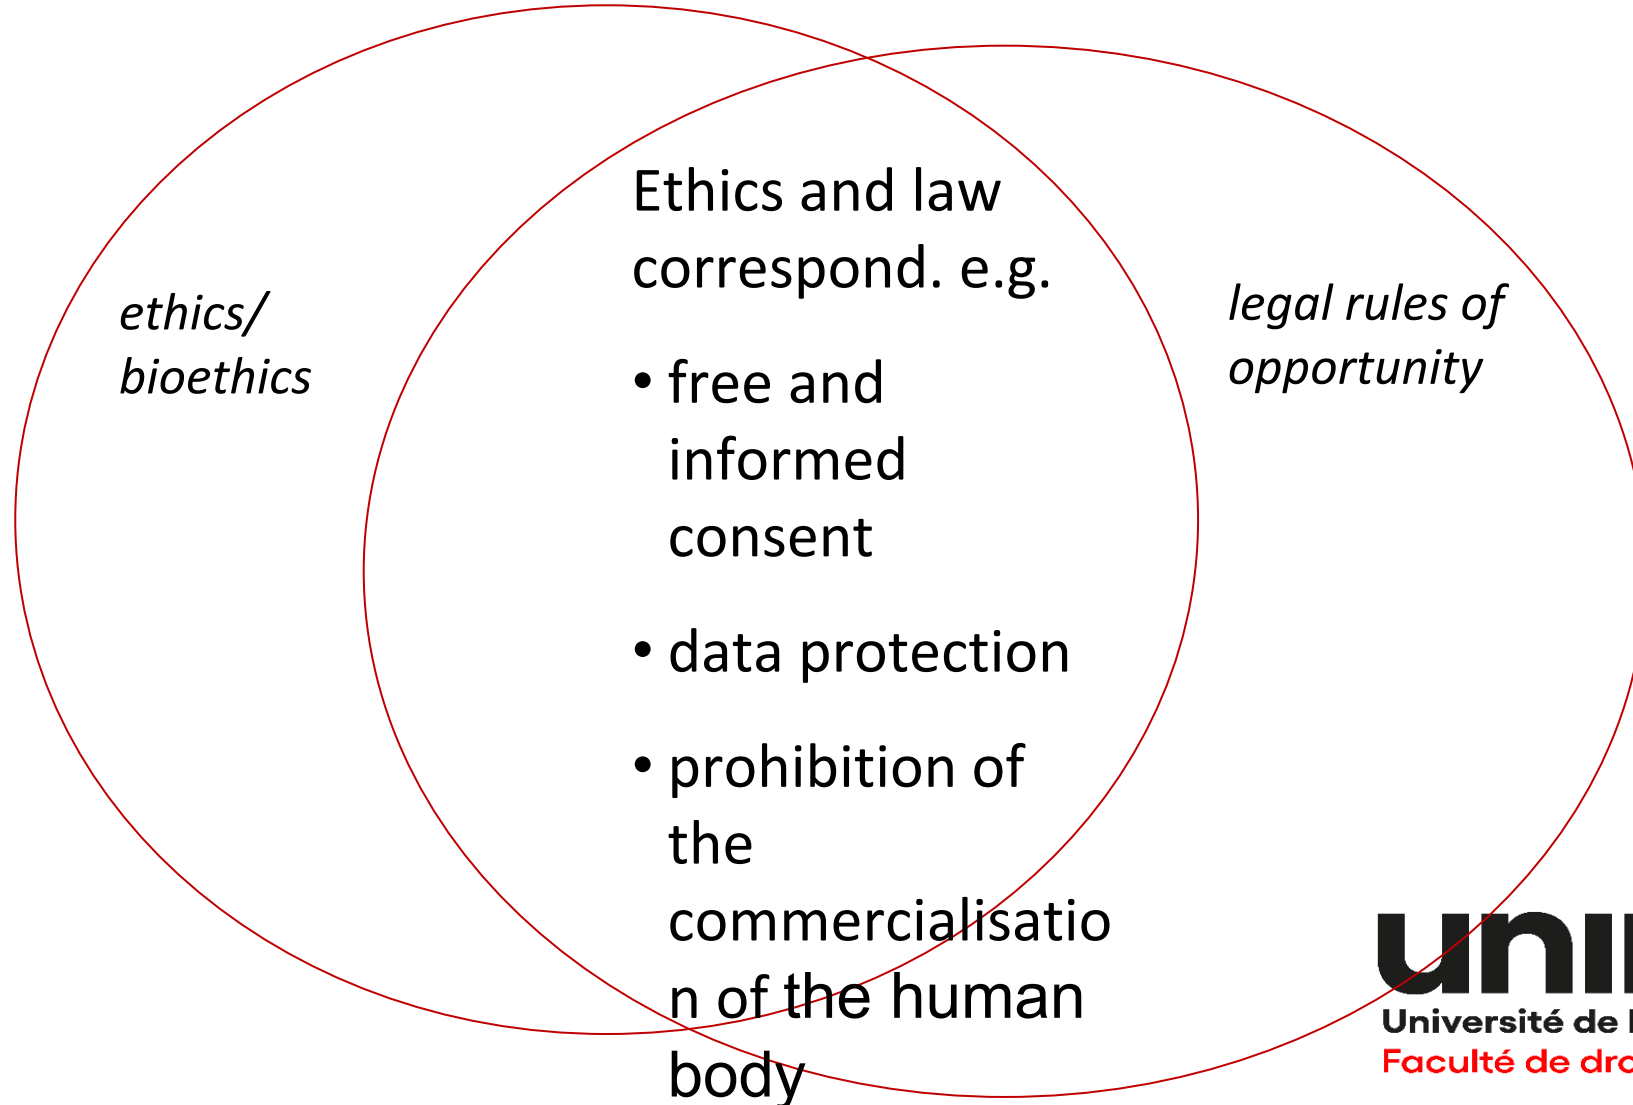 ethics/
bioethics
Ethics and law
correspond. e.g.
• free and
informed
consent
• data protection
• prohibition of
the
commercialisatio
n of the human
body
legal rules of
opportunity
Université de
Faculté de